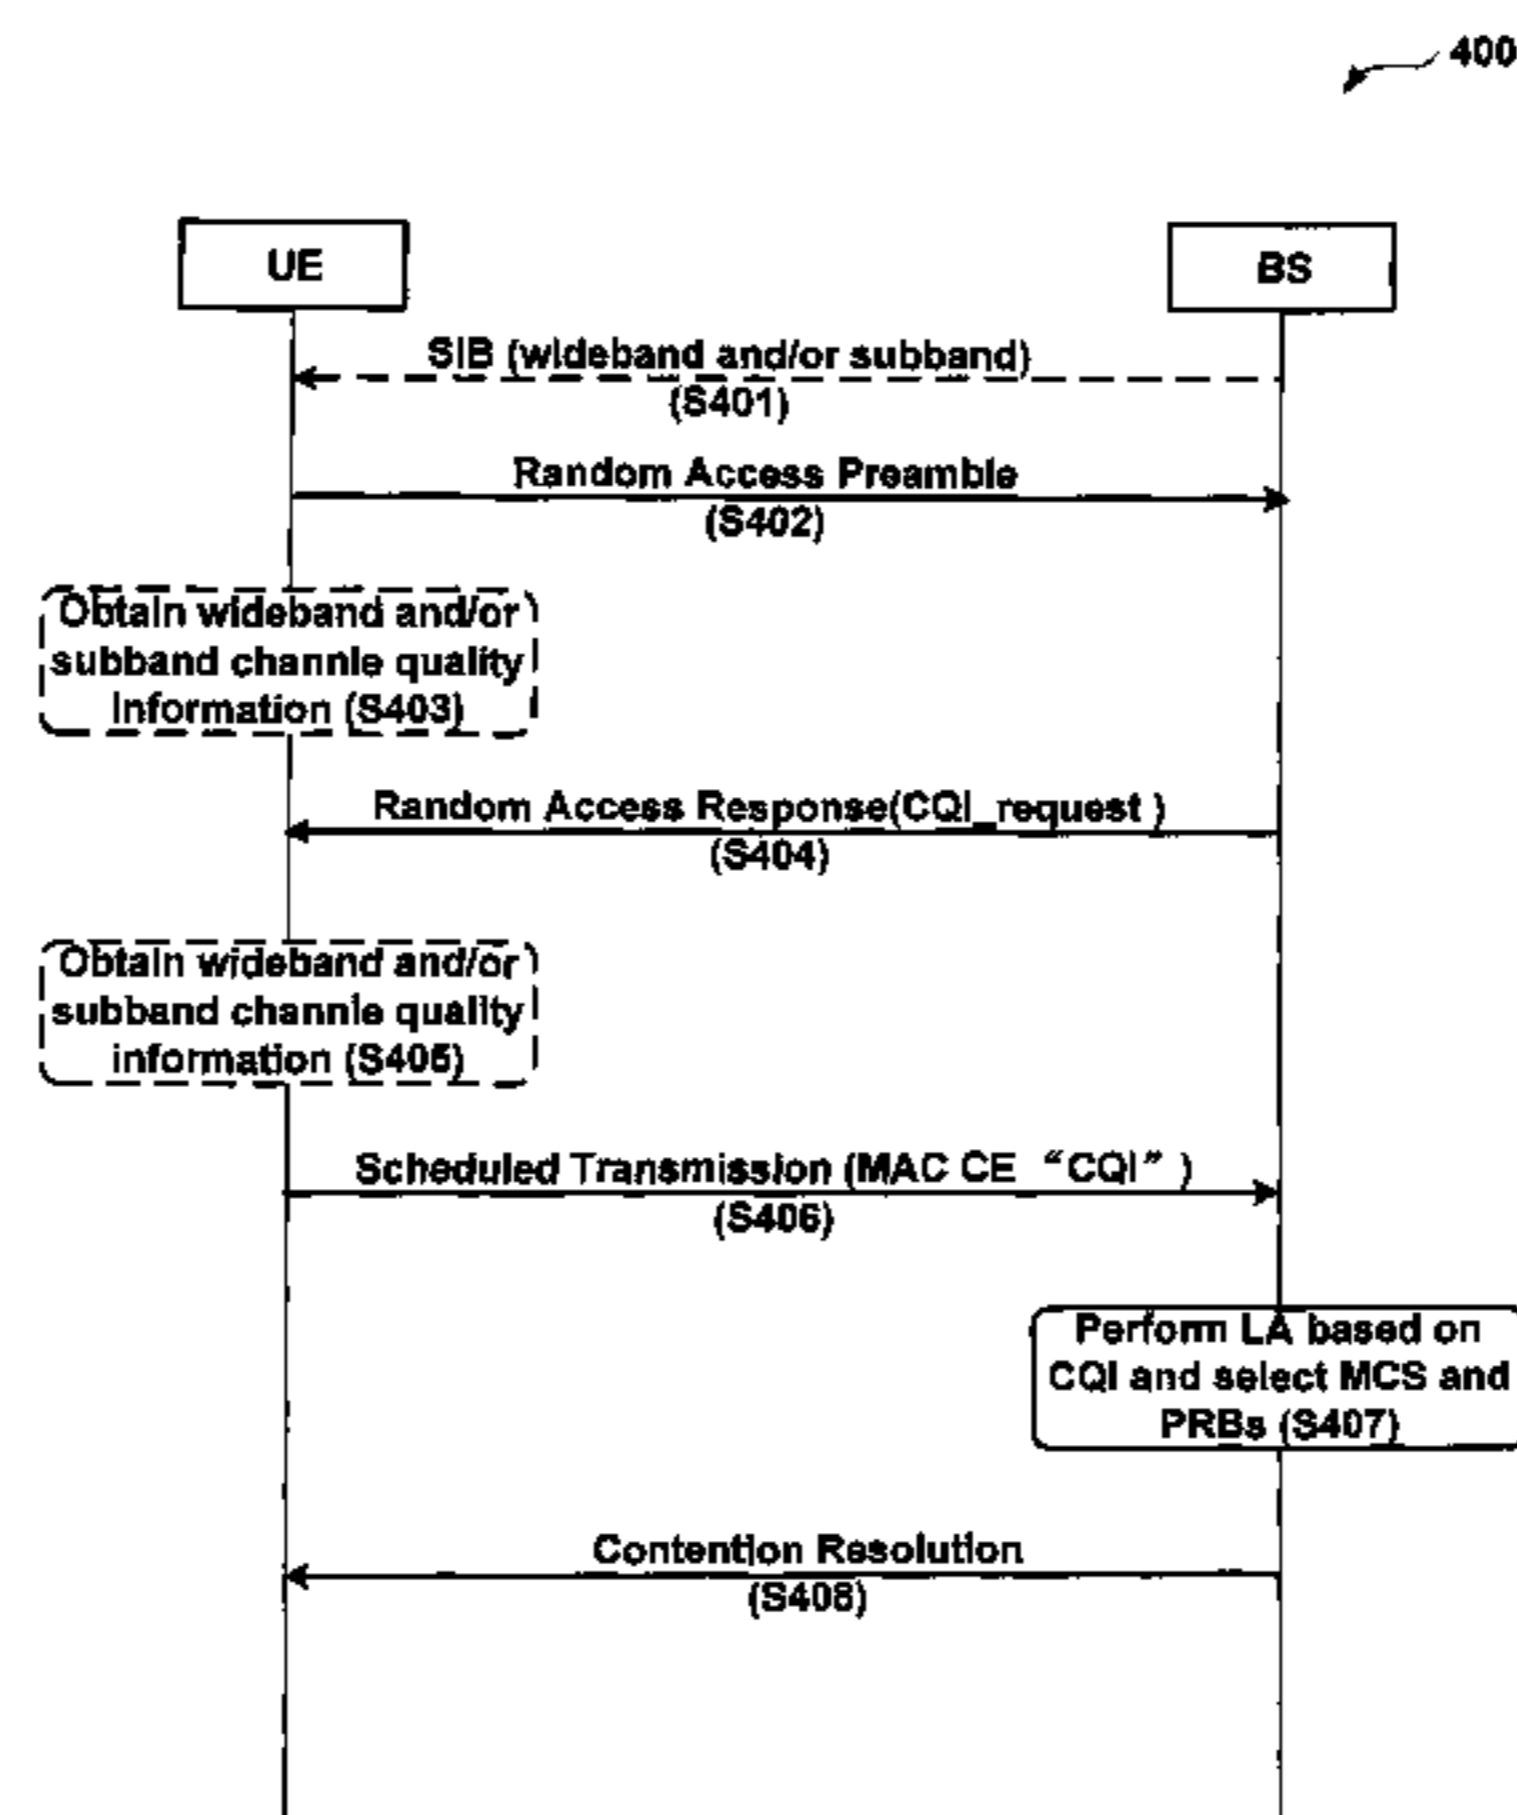 400
UE
BS
SIB (wideband and/or subband)
(S401)
Random Access Preamble
(S402)
Obtain wideband and/or
subband channle quality
Information (S403)
Random Access Response(CQI_request )
(S404)
Obtain wideband and/or
subband channle quality
information (S405)
Scheduled Transmission (MAC CE “CQI” )
(S406)
Perform LA based on
CQI and select MCS and
PRBs (S407)
Contention Resolution
(S408)